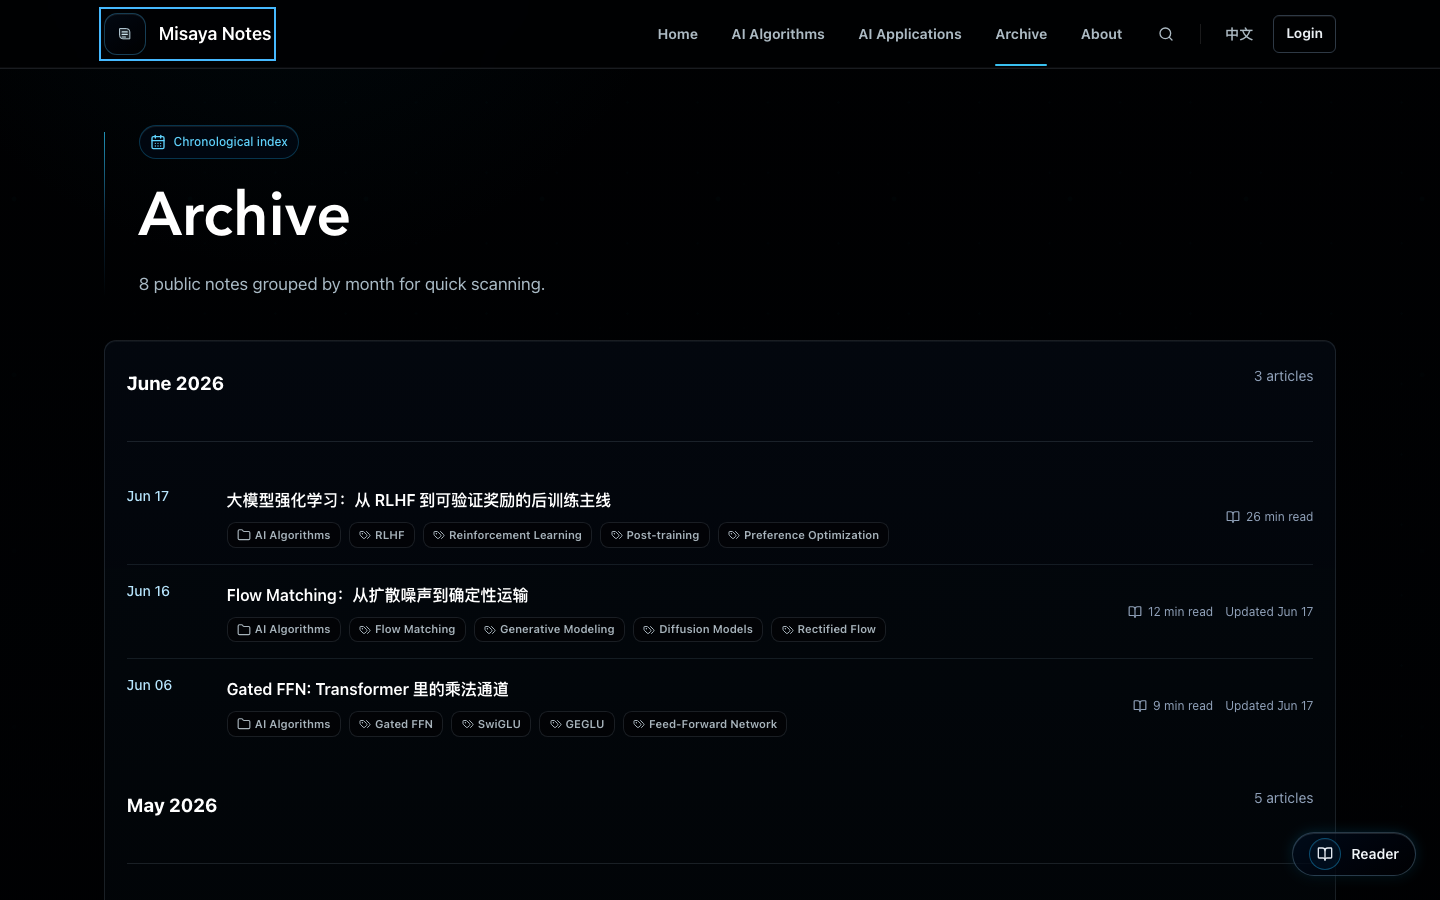 Misaya Notes
Home
AI Algorithms
AI Applications
Archive
About
中文
Login
Chronological index
Archive
8 public notes grouped by month for quick scanning.
June 2026
3 articles
Jun 17
大模型强化学习：从 RLHF 到可验证奖励的后训练主线
AI Algorithms
RLHF
Reinforcement Learning
Post-training
Preference Optimization
26 min read
Jun 16
Flow Matching：从扩散噪声到确定性运输
AI Algorithms
Flow Matching
Generative Modeling
Diffusion Models
Rectified Flow
12 min read
Updated Jun 17
Jun 06
Gated FFN: Transformer 里的乘法通道
AI Algorithms
Gated FFN
SwiGLU
GEGLU
Feed-Forward Network
9 min read
Updated Jun 17
May 2026
5 articles
Reader